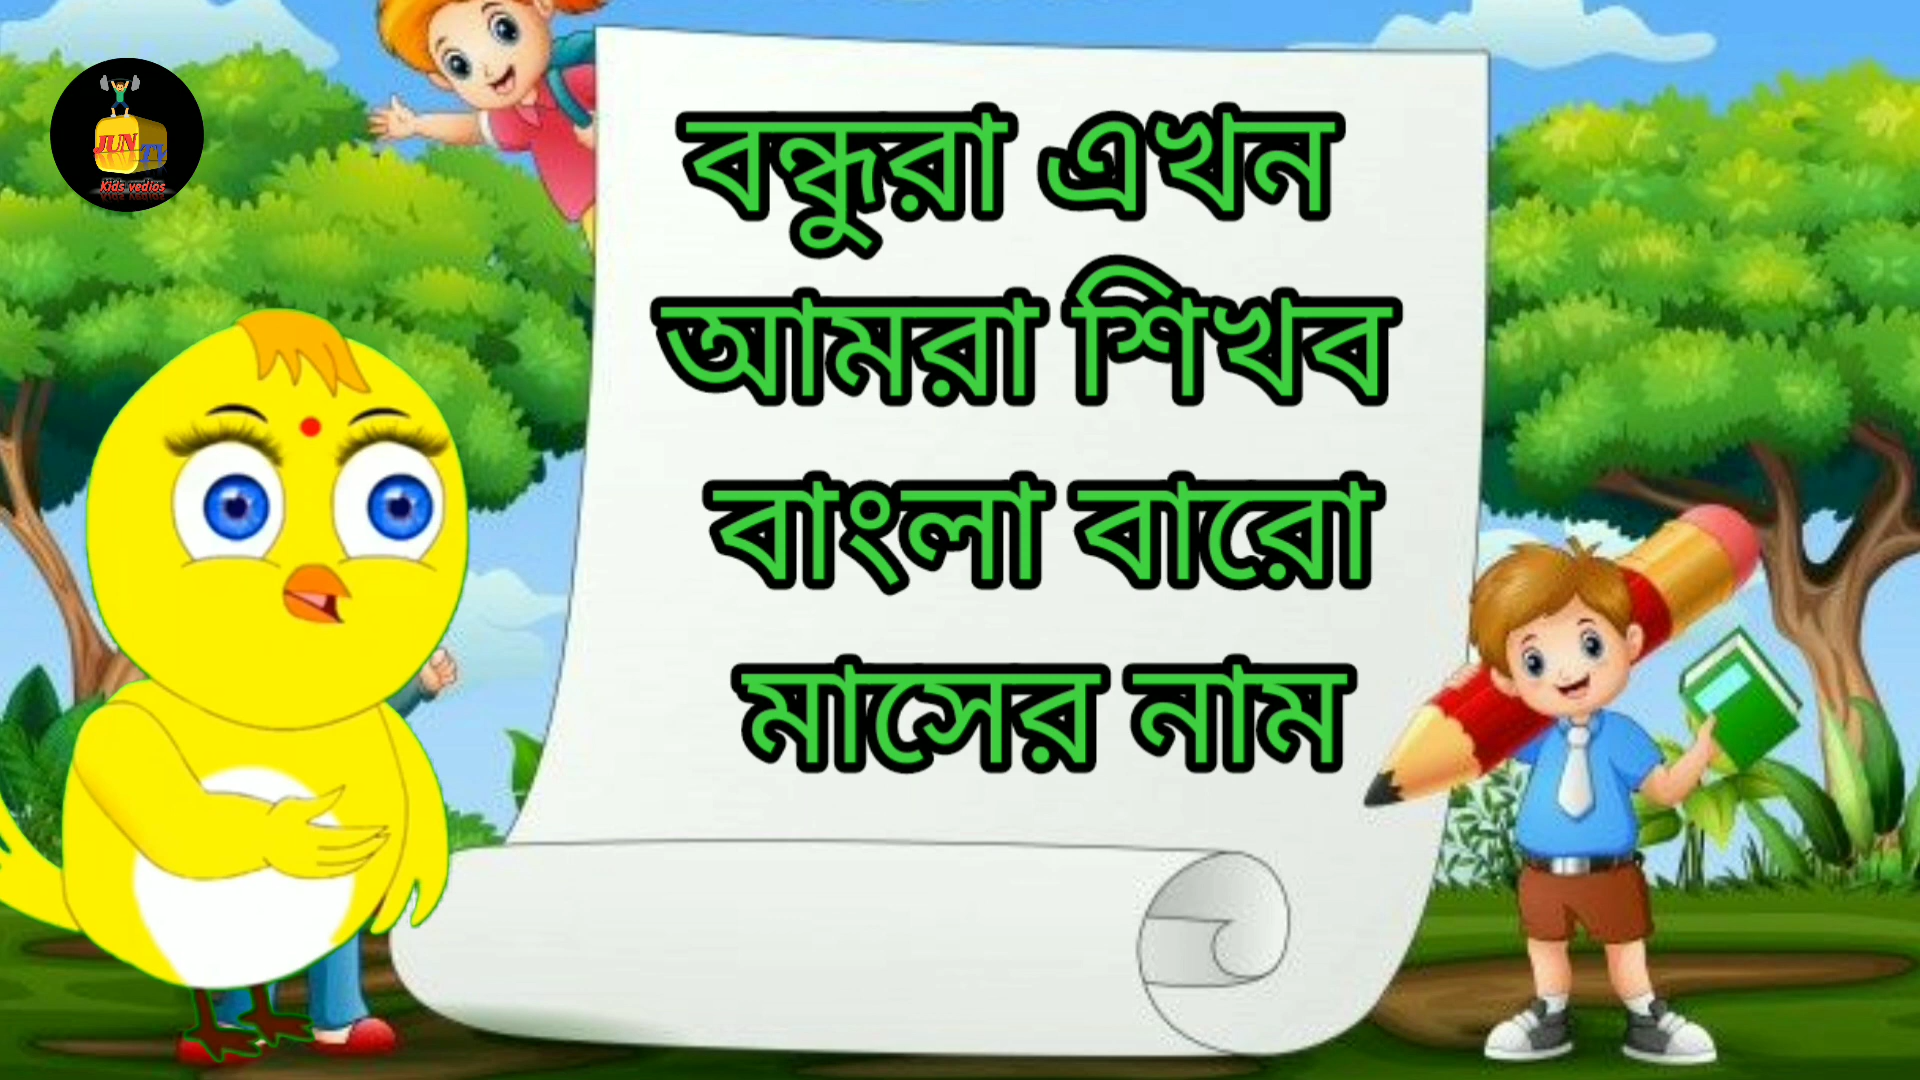 JUN
TV
Kids vedios
বন্ধুরা এখন
আমরা শিখব
বাংলা বারো
মাসের নাম